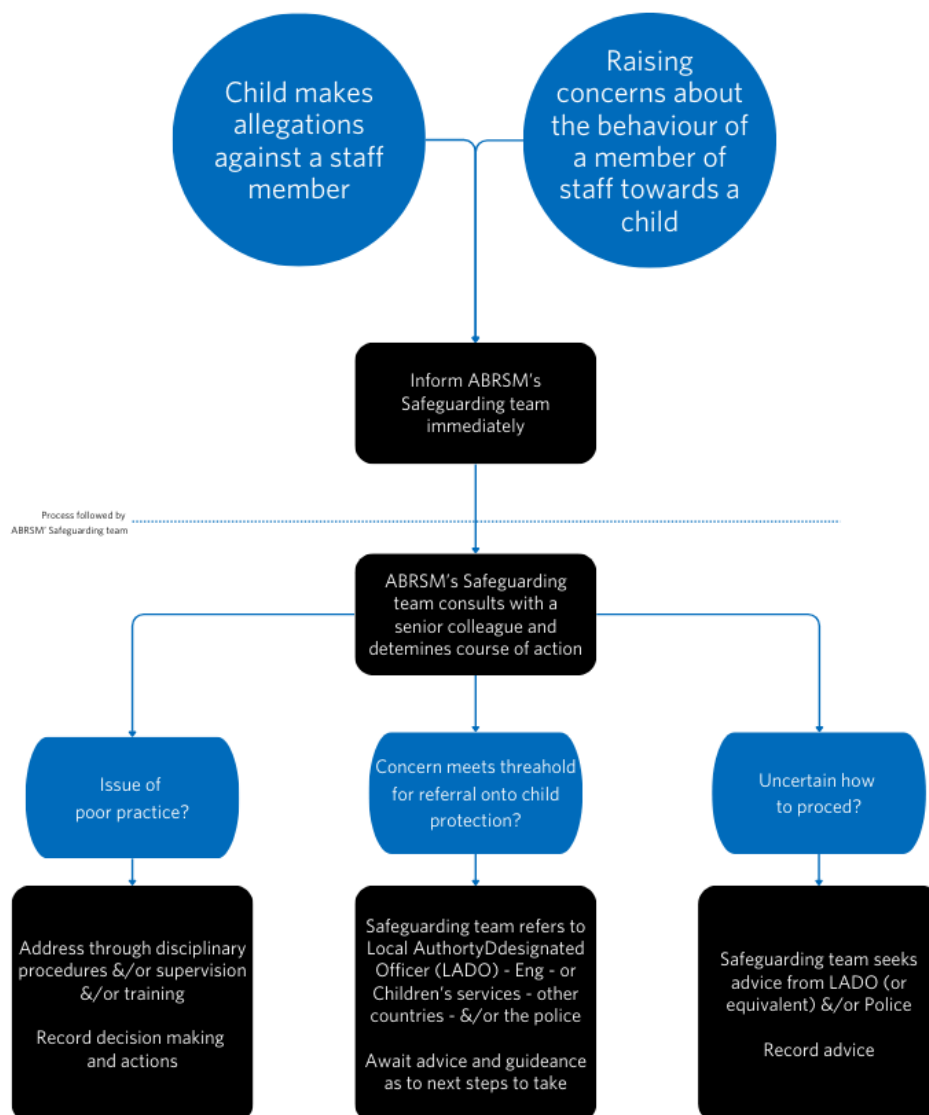 Child makes
allegations
against a staff
member
Raising
concerns about
the behaviour of
a member of
staff towards a
child
Inform ABRSM's
Safeguarding team
immediately
Process followed by
ABRSM' Safeguarding team
ABRSM's Safeguarding
team consults with a
senior colleague and
detemines course of action
Issue of
poor practice?
Concern meets threahold
for referral onto child
protection?
Uncertain how
to proced?
Address through disciplinary
procedures &/or supervision
&/or training
Record decision making
and actions
Safeguarding team refers to
Local AuthortyDdesignated
Officer (LADO) - Eng - or
Children's services - other
countries - &/or the police
Await advice and guideance
as to next steps to take
Safeguarding team seeks
advice from LADO (or
equivalent) &/or Police
Record advice